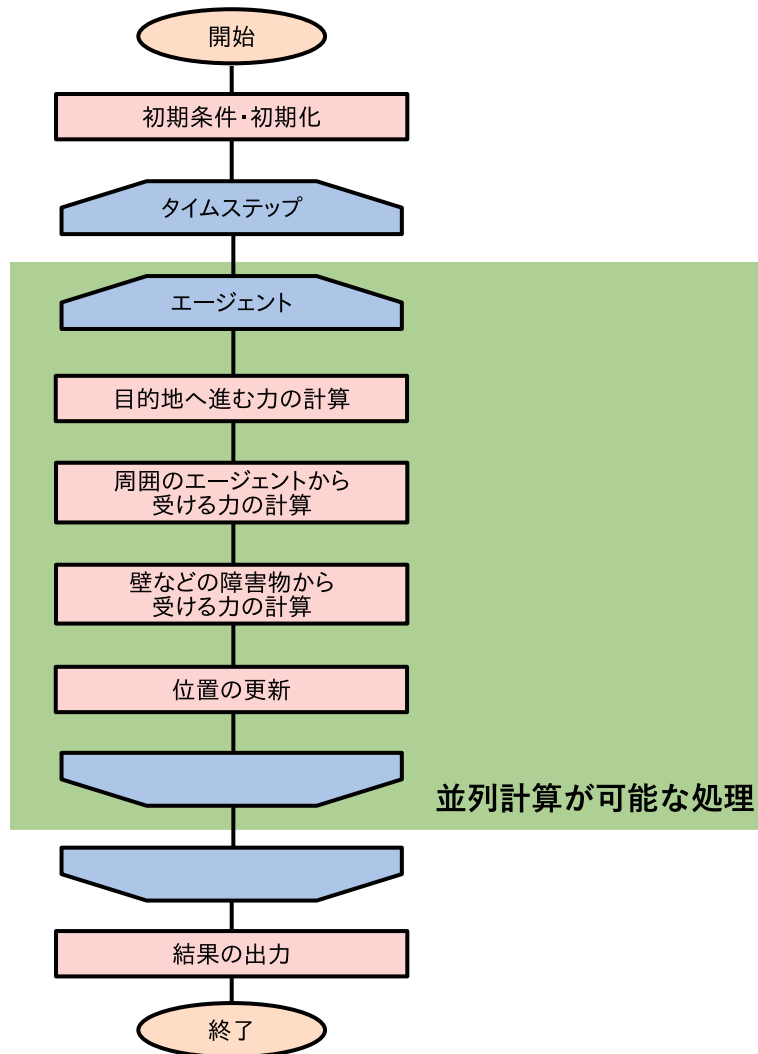 開始
初期条件・初期化
タイムステップ
エージェント
目的地へ進む力の計算
周囲のエージェントから
受ける力の計算
壁などの障害物から
受ける力の計算
位置の更新
並列計算が可能な処理
結果の出力
終了